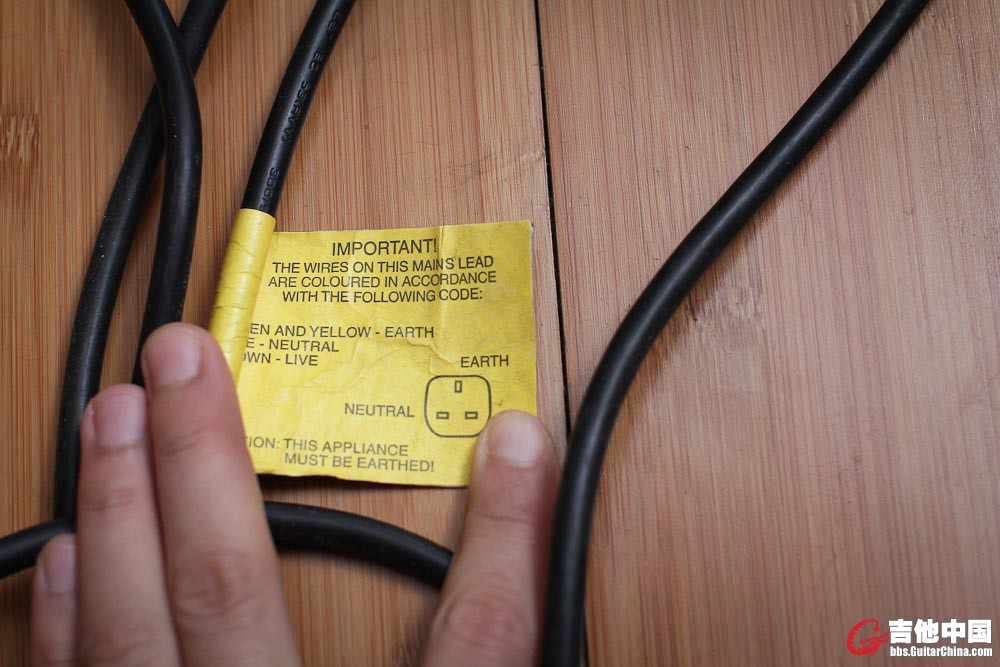 IMPORTANT!
THE WIRES ON THIS MAINS LEAD
ARE COLOURED IN ACCORDANCE
WITH THE FOLLOWING CODE:
EN AND YELLOW - EARTH
E - NEUTRAL
OWN - LIVE
EARTH
NEUTRAL
TION: THIS APPLIANCE
MUST BE EARTHED!
吉他中国
bbs.GuitarChina.com